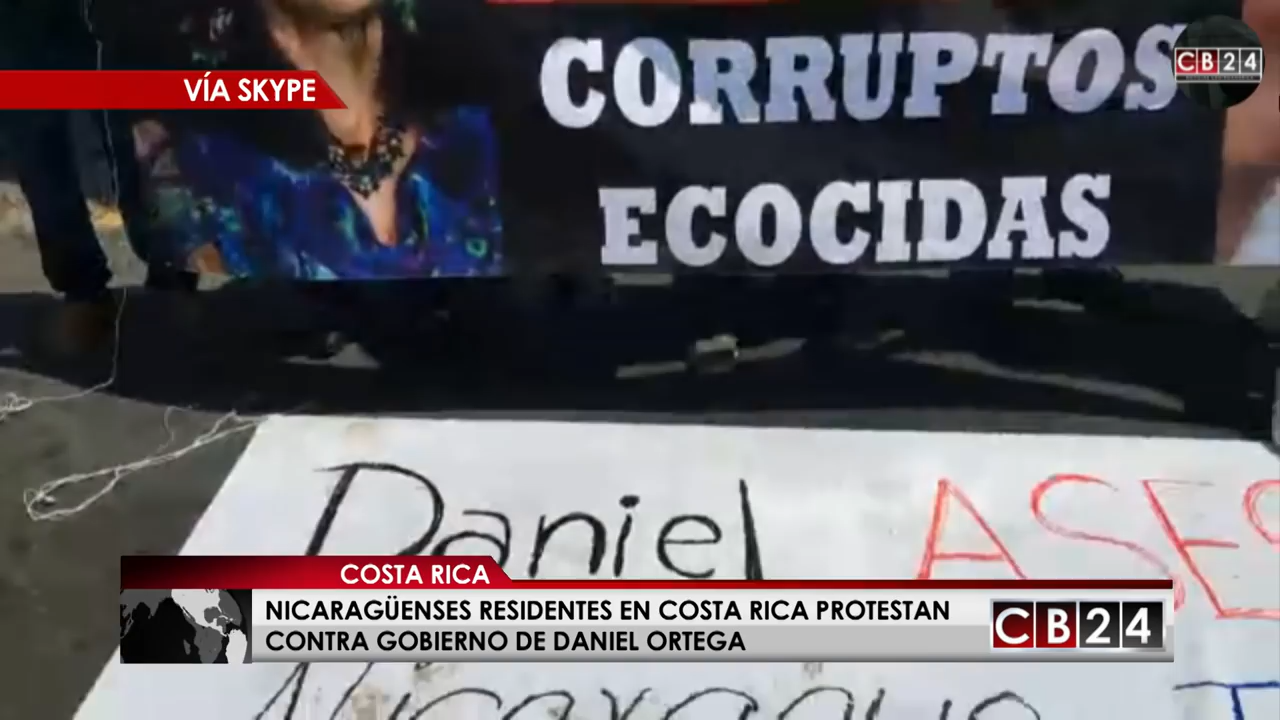 CORRUPTOS
CB24
VÍA SKYPE
ECOCIDAS
Daniel ASES
COSTA RICA
NICARAGÜENSES RESIDENTES EN COSTA RICA PROTESTAN
CONTRA GOBIERNO DE DANIEL ORTEGA
CB24